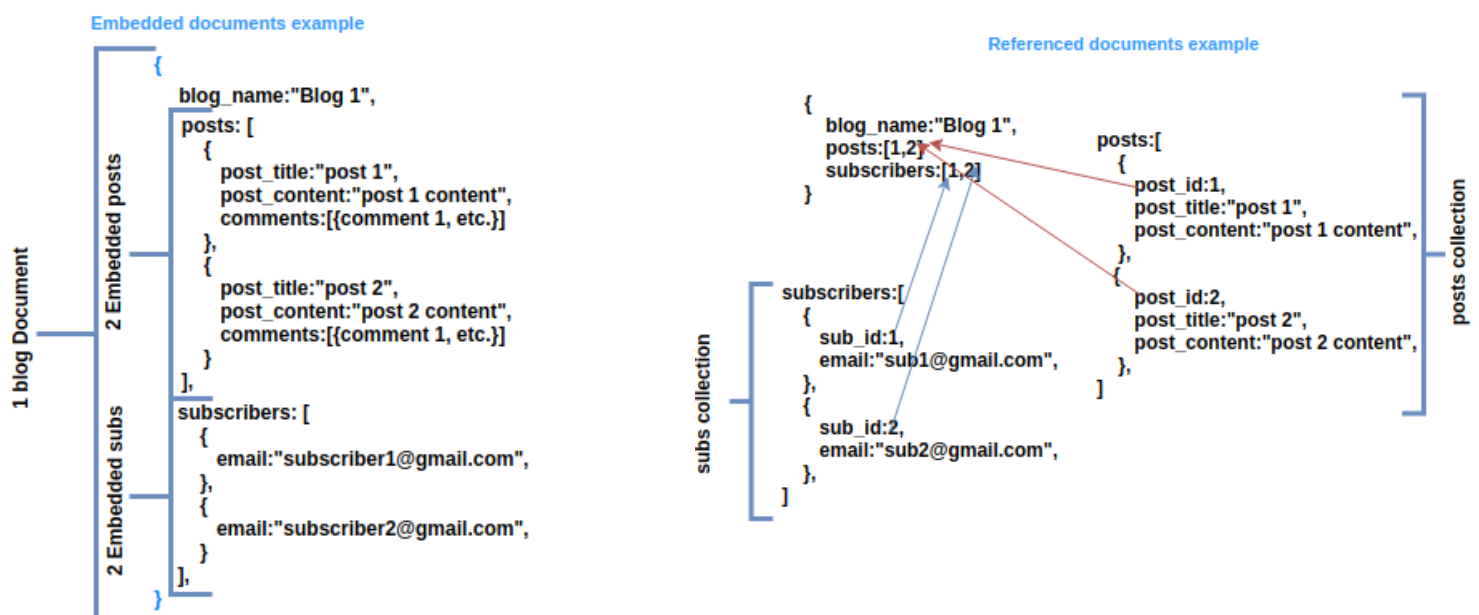 Embedded documents example
{
blog_name:"Blog 1",
posts: [
{
post_title:"post 1",
post_content:"post 1 content",
comments:[{comment 1, etc.}]
},
{
post_title:"post 2",
post_content:"post 2 content",
comments:[{comment 1, etc.}]
}
],
subscribers: [
{
email:"subscriber1@gmail.com",
},
{
email:"subscriber2@gmail.com",
}
],
}
1 blog Document
2 Embedded posts
2 Embedded subs
Referenced documents example
{
blog_name:"Blog 1",
posts:[1,2]
subscribers:[1,2]
}
posts:[
{
post_id:1,
post_title:"post 1",
post_content:"post 1 content",
},
{
post_id:2,
post_title:"post 2",
post_content:"post 2 content",
},
]
posts collection
subscribers:[
{
sub_id:1,
email:"sub1@gmail.com",
},
{
sub_id:2,
email:"sub2@gmail.com",
},
]
subs collection